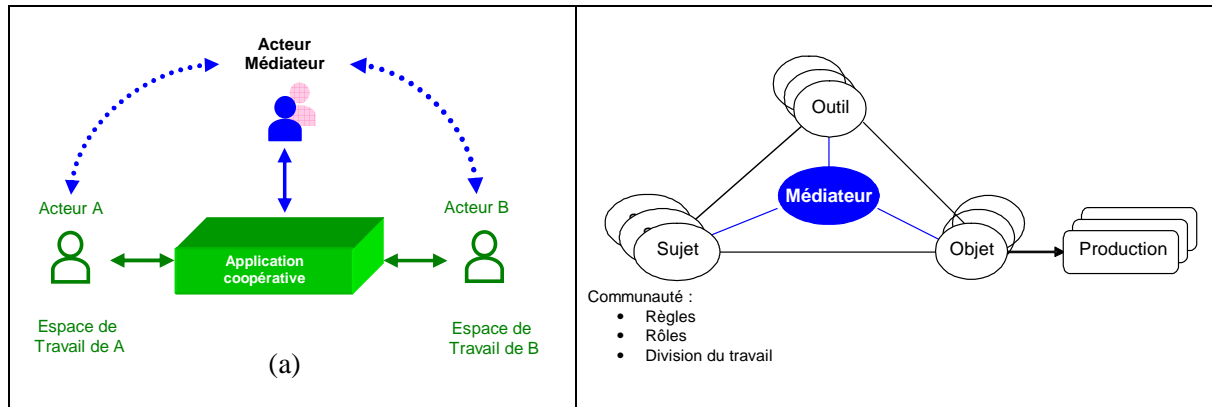 Acteur
Médiateur
Acteur A
Acteur B
Application
coopérative
Espace de
Travail de A
Espace de
Travail de B
(a)
Outil
Médiateur
Sujet
Objet
Production
Communauté :
• Règles
• Rôles
• Division du travail